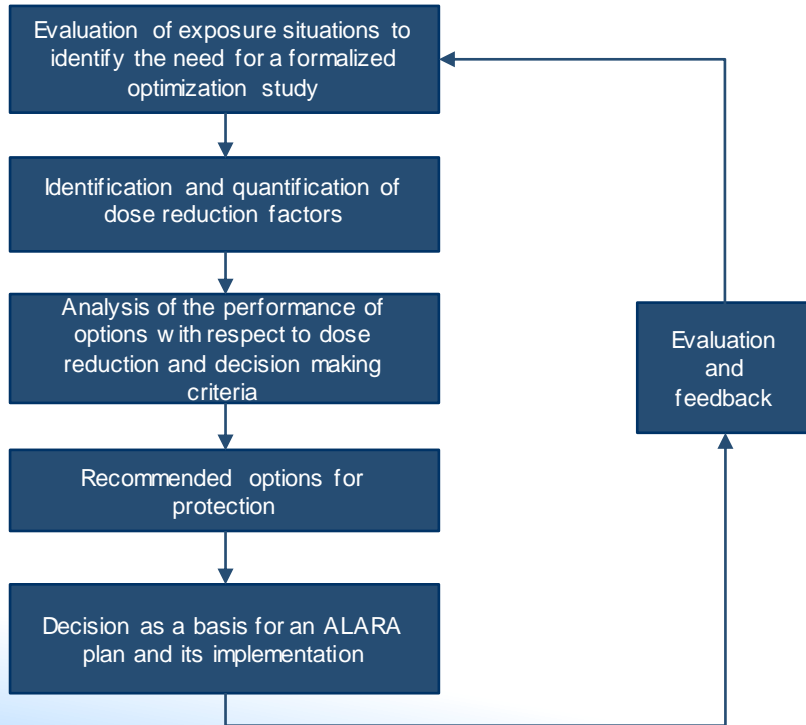 Evaluation of exposure situations to
identify the need for a formalized
optimization study
Identification and quantification of
dose reduction factors
Analysis of the performance of
options with respect to dose
reduction and decision making
criteria
Recommended options for
protection
Decision as a basis for an ALARA
plan and its implementation
Evaluation
and
feedback